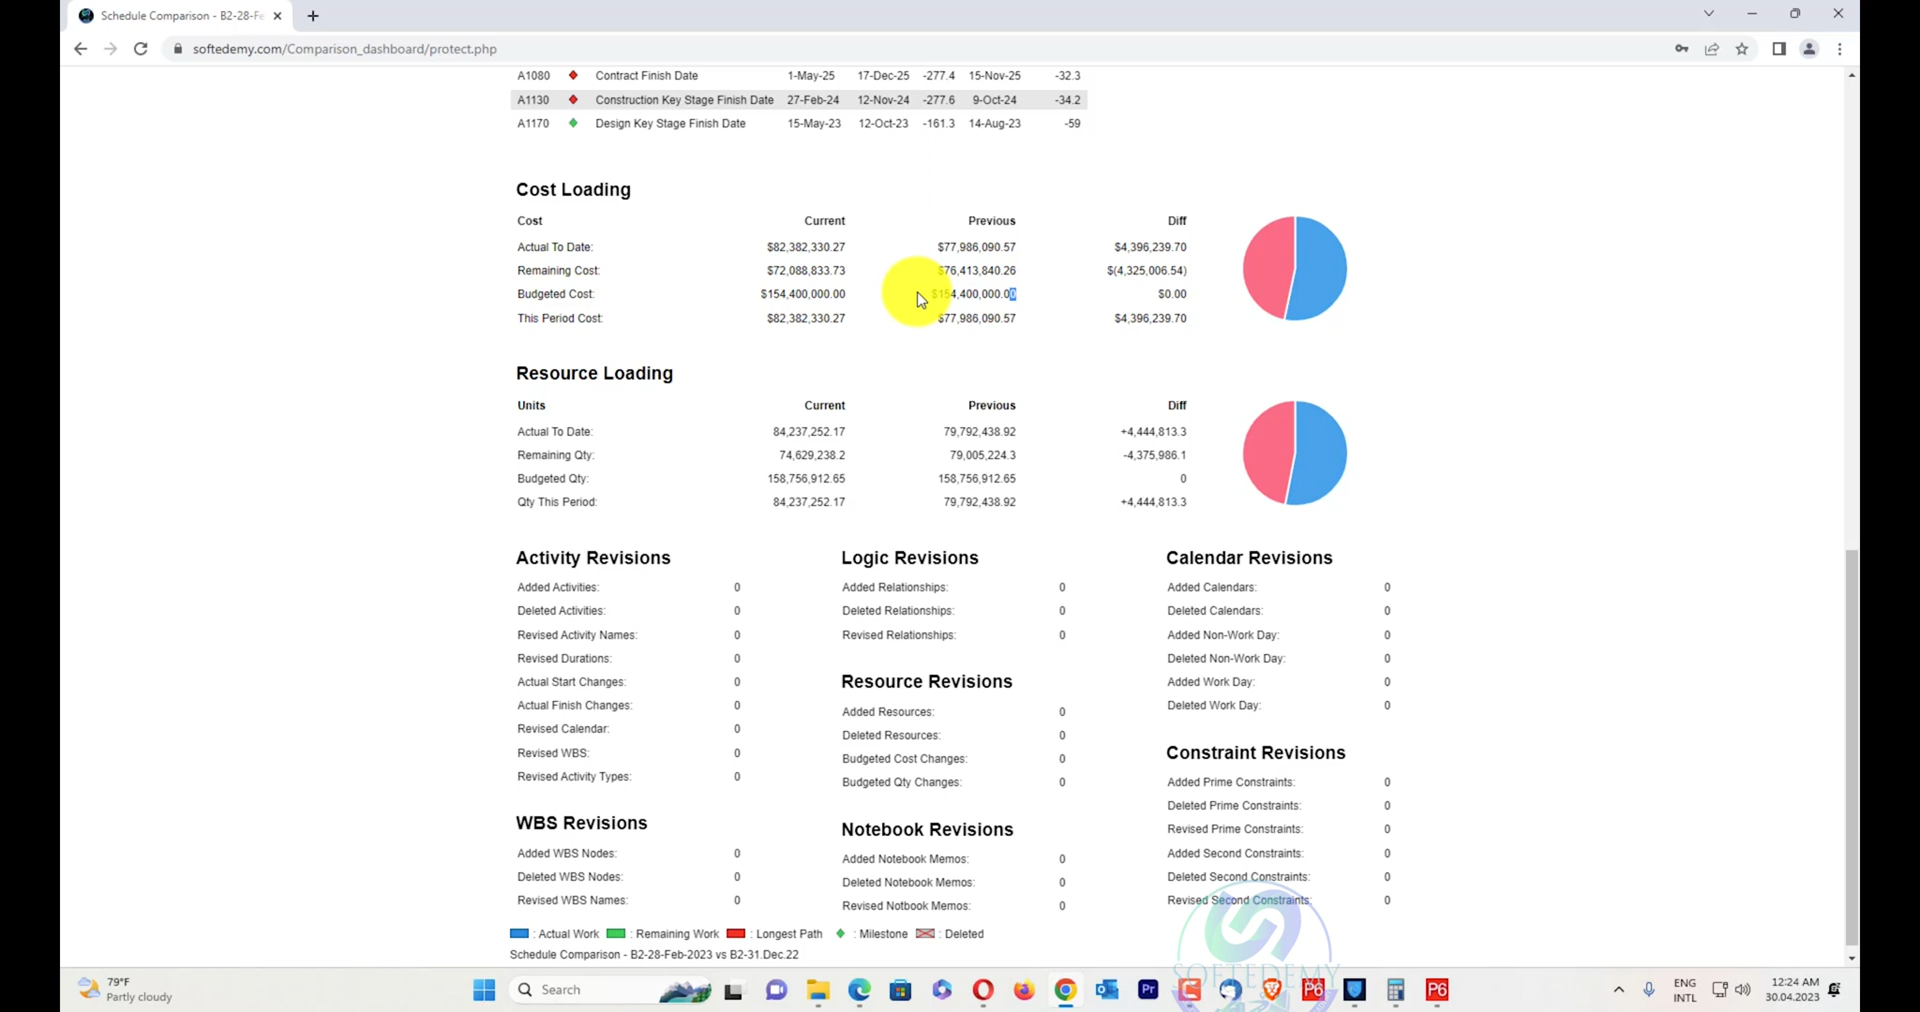 Schedule Comparison - B2-28-Fe
softedemy.com/Comparison_dashboard/protect.php
A1080 Contract Finish Date 1-May-25 17-Dec-25 -277.4 15-Nov-25 -32.3
A1130 Construction Key Stage Finish Date 27-Feb-24 12-Nov-24 -277.6 9-Oct-24 -34.2
A1170 Design Key Stage Finish Date 15-May-23 12-Oct-23 -161.3 14-Aug-23 -59
Cost Loading
Cost Current Previous Diff
Actual To Date: $82,382,330.27 $77,986,090.57 $4,396,239.70
Remaining Cost: $72,088,833.73 $76,413,840.26 $(4,325,006.54)
Budgeted Cost: $154,400,000.00 $154,400,000.00 $0.00
This Period Cost: $82,382,330.27 $77,986,090.57 $4,396,239.70
Resource Loading
Units Current Previous Diff
Actual To Date: 84,237,252.17 79,792,438.92 +4,444,813.3
Remaining Qty: 74,629,238.2 79,005,224.3 -4,375,986.1
Budgeted Qty: 158,756,912.65 158,756,912.65 0
Qty This Period: 84,237,252.17 79,792,438.92 +4,444,813.3
Activity Revisions
Added Activities: 0
Deleted Activities: 0
Revised Activity Names: 0
Revised Durations: 0
Actual Start Changes: 0
Actual Finish Changes: 0
Revised Calendar: 0
Revised WBS: 0
Revised Activity Types: 0
WBS Revisions
Added WBS Nodes: 0
Deleted WBS Nodes: 0
Revised WBS Names: 0
Logic Revisions
Added Relationships: 0
Deleted Relationships: 0
Revised Relationships: 0
Resource Revisions
Added Resources: 0
Deleted Resources: 0
Budgeted Cost Changes: 0
Budgeted Qty Changes: 0
Notebook Revisions
Added Notebook Memos: 0
Deleted Notebook Memos: 0
Revised Notbook Memos: 0
Calendar Revisions
Added Calendars: 0
Deleted Calendars: 0
Added Non-Work Day: 0
Deleted Non-Work Day: 0
Added Work Day: 0
Deleted Work Day: 0
Constraint Revisions
Added Prime Constraints: 0
Deleted Prime Constraints: 0
Revised Prime Constraints: 0
Added Second Constraints: 0
Deleted Second Constraints: 0
Revised Second Constraints: 0
: Actual Work : Remaining Work : Longest Path : Milestone : Deleted
Schedule Comparison - B2-28-Feb-2023 vs B2-31.Dec.22
SOFTEDEMY
79°F
Partly cloudy
Search
Pr
P6
P6
ENG
INTL
12:24 AM
30.04.2023